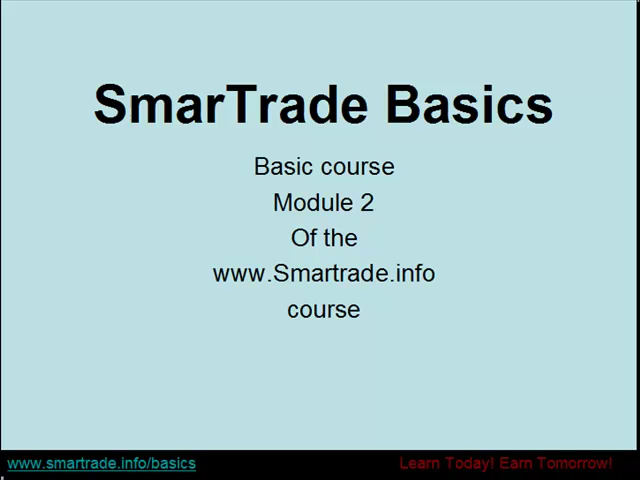 SmarTrade Basics
Basic course
Module 2
Of the
www.Smartrade.info
course
www.smartrade.info/basics
Learn Today! Earn Tomorrow!